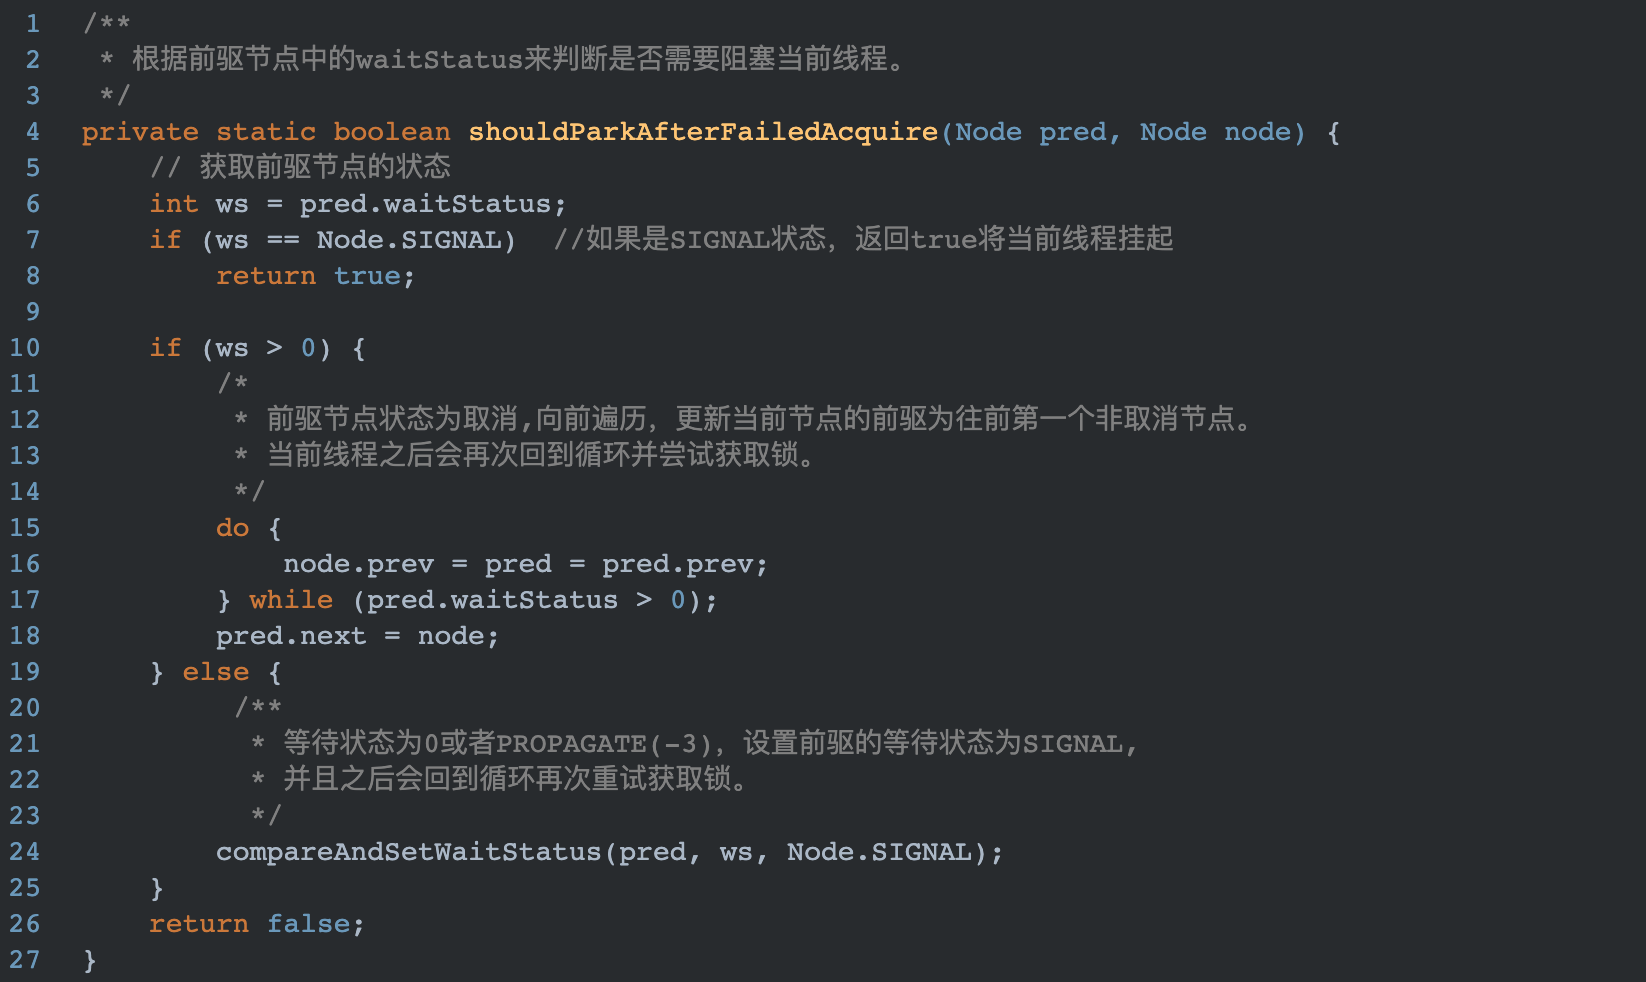 1 /**
2 * 根据前驱节点中的waitStatus来判断是否需要阻塞当前线程。
3 */
4 private static boolean shouldParkAfterFailedAcquire(Node pred, Node node) {
5 // 获取前驱节点的状态
6 int ws = pred.waitStatus;
7 if (ws == Node.SIGNAL) //如果是SIGNAL状态，返回true将当前线程挂起
8 return true;
9
10 if (ws > 0) {
11 /*
12 * 前驱节点状态为取消,向前遍历，更新当前节点的前驱为往前第一个非取消节点。
13 * 当前线程之后会再次回到循环并尝试获取锁。
14 */
15 do {
16 node.prev = pred = pred.prev;
17 } while (pred.waitStatus > 0);
18 pred.next = node;
19 } else {
20 /**
21 * 等待状态为0或者PROPAGATE(-3)，设置前驱的等待状态为SIGNAL,
22 * 并且之后会回到循环再次重试获取锁。
23 */
24 compareAndSetWaitStatus(pred, ws, Node.SIGNAL);
25 }
26 return false;
27 }